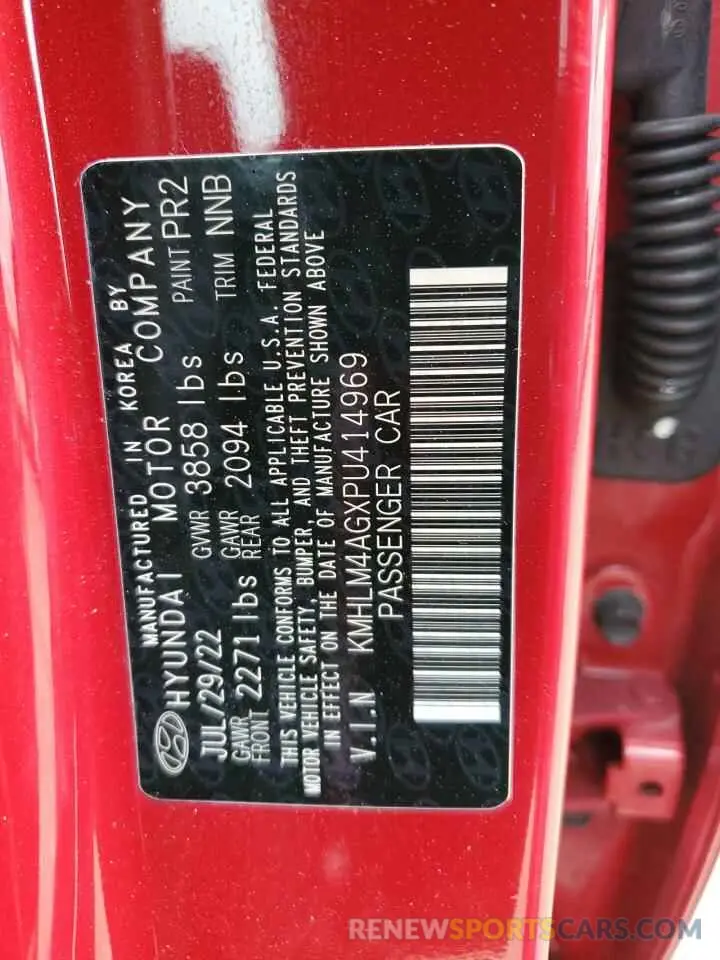 MANUFACTURED IN KOREA BY
HYUNDAI MOTOR COMPANY
JUL/29/22 GVWR 3858 lbs PAINT PR2
GAWR FRONT 2271 lbs GAWR REAR 2094 lbs TRIM NNB
THIS VEHICLE CONFORMS TO ALL APPLICABLE U.S.A. FEDERAL
MOTOR VEHICLE SAFETY, BUMPER, AND THEFT PREVENTION STANDARDS
IN EFFECT ON THE DATE OF MANUFACTURE SHOWN ABOVE
V.I.N KMHLM4AGXPU414969
PASSENGER CAR
RENEWSPORTSCARS.COM